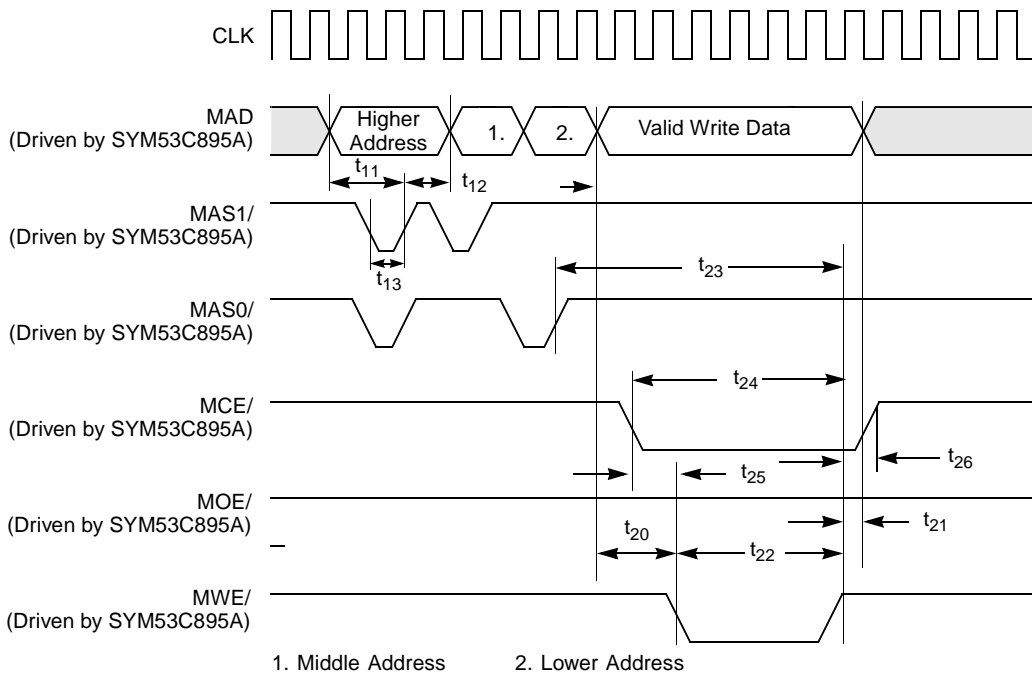 CLK
MAD
(Driven by SYM53C895A)
Higher
Address
1.
2.
Valid Write Data
t11
t12
MAS1/
(Driven by SYM53C895A)
t13
t23
MAS0/
(Driven by SYM53C895A)
t24
MCE/
(Driven by SYM53C895A)
t25
t26
MOE/
(Driven by SYM53C895A)
t20
t22
t21
MWE/
(Driven by SYM53C895A)
1. Middle Address 2. Lower Address